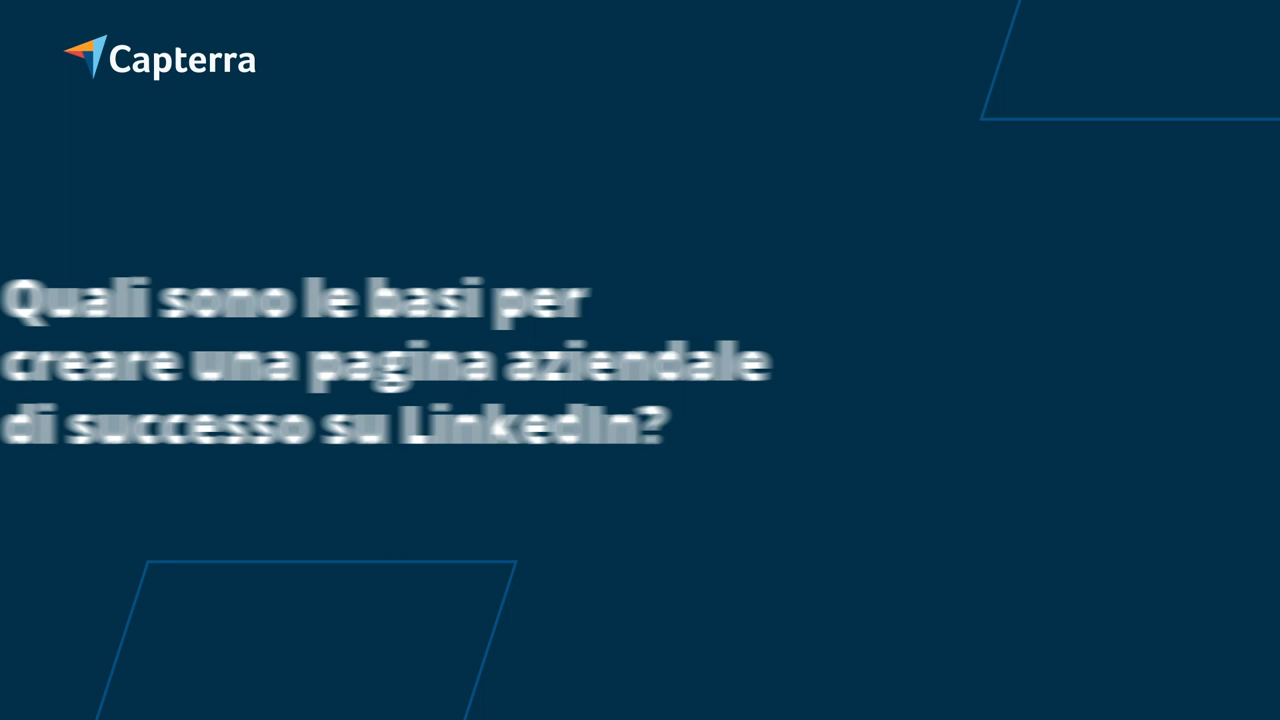 Capterra
Quali sono le basi per
creare una pagina aziendale
di successo su LinkedIn?